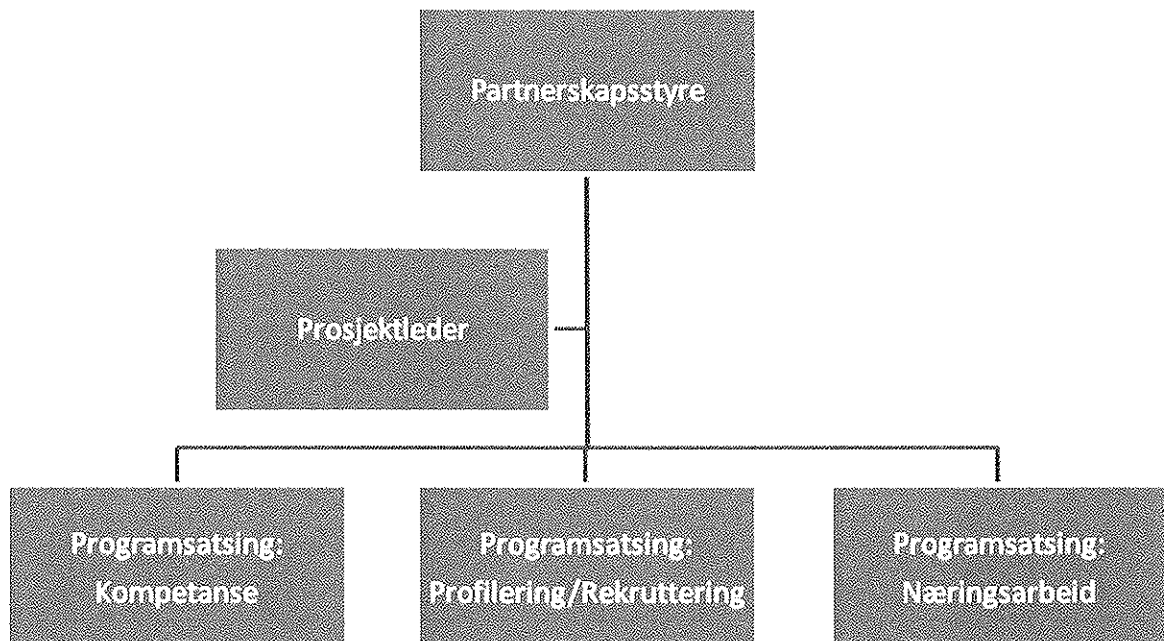 Partnerskapsstyre
Prosjektleder
Programsatsing:
Kompetanse
Programsatsing:
Profilering/Rekruttering
Programsatsing:
Næringsarbeid